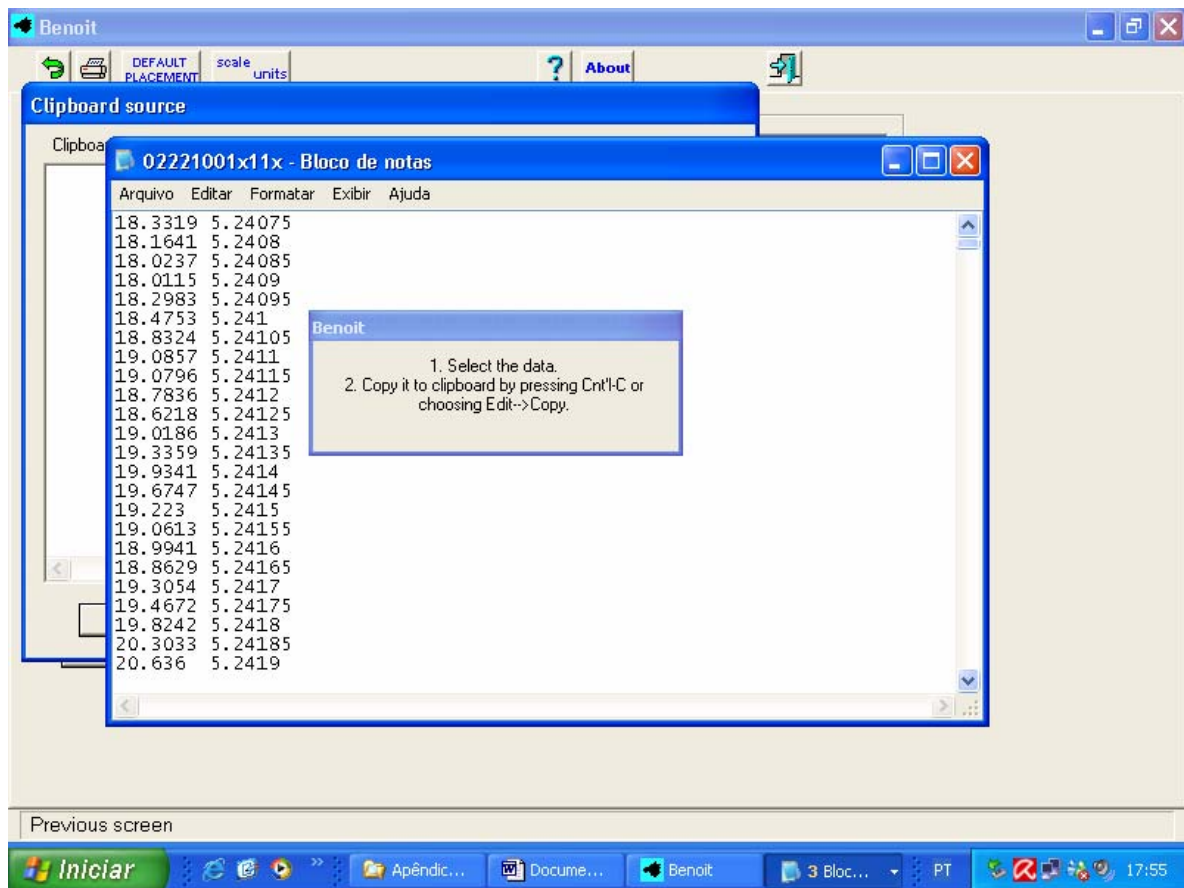 Benoit
DEFAULT PLACEMENT
scale units
?
About
Clipboard source
Clipboa
02221001x11x - Bloco de notas
Arquivo Editar Formatar Exibir Ajuda
18.3319 5.24075
18.1641 5.2408
18.0237 5.24085
18.0115 5.2409
18.2983 5.24095
18.4753 5.241
18.8324 5.24105
19.0857 5.2411
19.0796 5.24115
18.7836 5.2412
18.6218 5.24125
19.0186 5.2413
19.3359 5.24135
19.9341 5.2414
19.6747 5.24145
19.223 5.2415
19.0613 5.24155
18.9941 5.2416
18.8629 5.24165
19.3054 5.2417
19.4672 5.24175
19.8242 5.2418
20.3033 5.24185
20.636 5.2419
Benoit
1. Select the data.
2. Copy it to clipboard by pressing Cnt'l-C or
choosing Edit-->Copy.
Previous screen
Iniciar
Apêndic...
Docume...
Benoit
3 Bloc...
PT
17:55